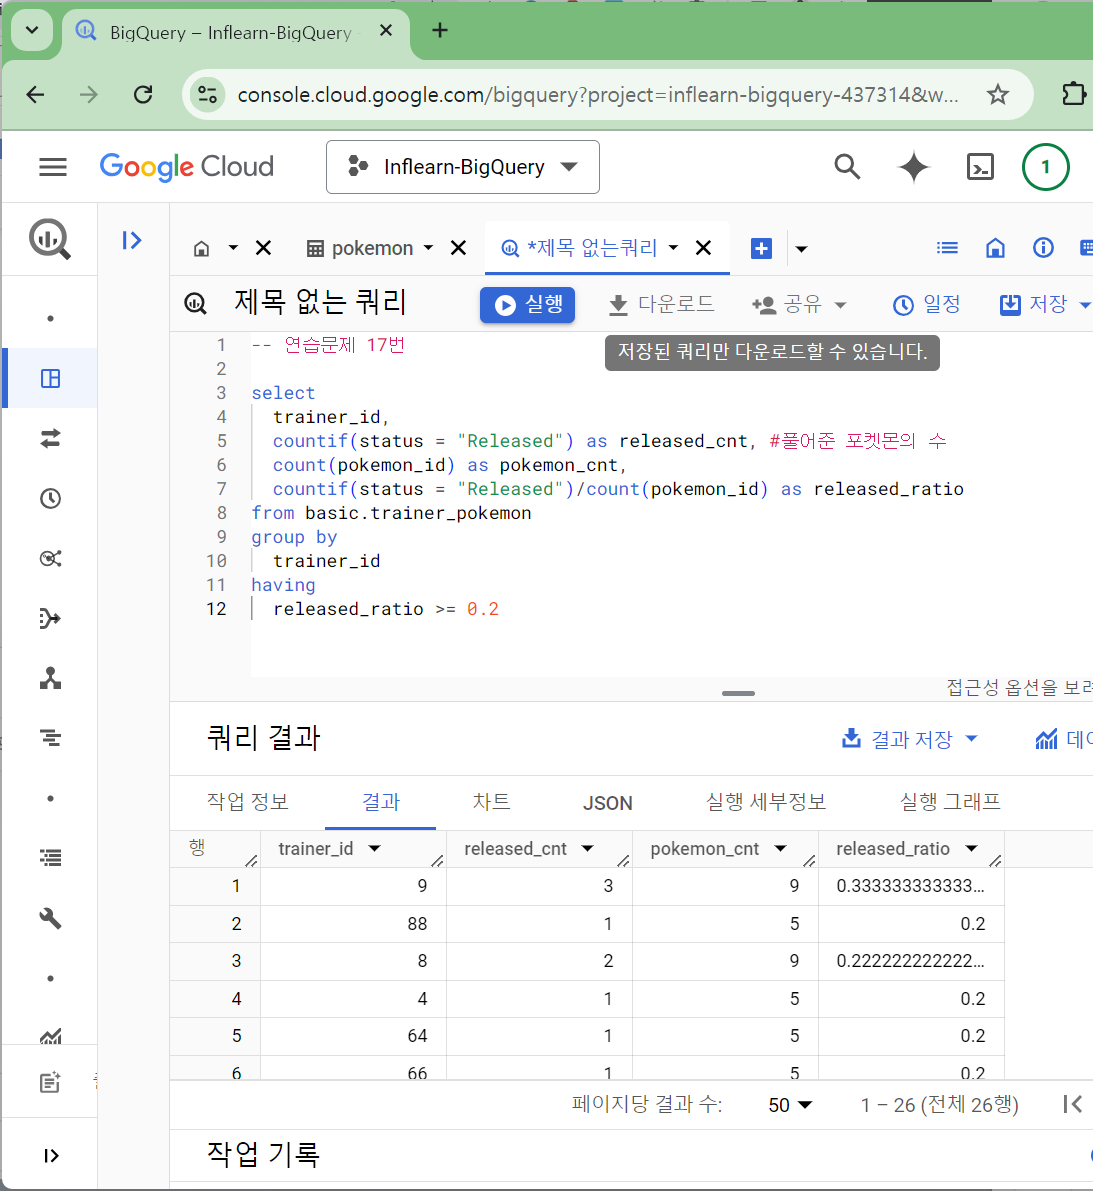 BigQuery – Inflearn-BigQuery
console.cloud.google.com/bigquery?project=inflearn-bigquery-437314&w...
Google Cloud
Inflearn-BigQuery
1
pokemon
*제목 없는쿼리
제목 없는 쿼리
실행
다운로드
공유
일정
저장
저장된 쿼리만 다운로드할 수 있습니다.
1 -- 연습문제 17번
2
3 select
4 trainer_id,
5 countif(status = "Released") as released_cnt, #풀어준 포켓몬의 수
6 count(pokemon_id) as pokemon_cnt,
7 countif(status = "Released")/count(pokemon_id) as released_ratio
8 from basic.trainer_pokemon
9 group by
10 trainer_id
11 having
12 released_ratio >= 0.2
접근성 옵션을 보려
쿼리 결과
결과 저장
데이
작업 정보
결과
차트
JSON
실행 세부정보
실행 그래프
행 trainer_id released_cnt pokemon_cnt released_ratio
1 9 3 9 0.333333333333...
2 88 1 5 0.2
3 8 2 9 0.222222222222...
4 4 1 5 0.2
5 64 1 5 0.2
6 66 1 5 0.2
페이지당 결과 수: 50 1 – 26 (전체 26행)
작업 기록